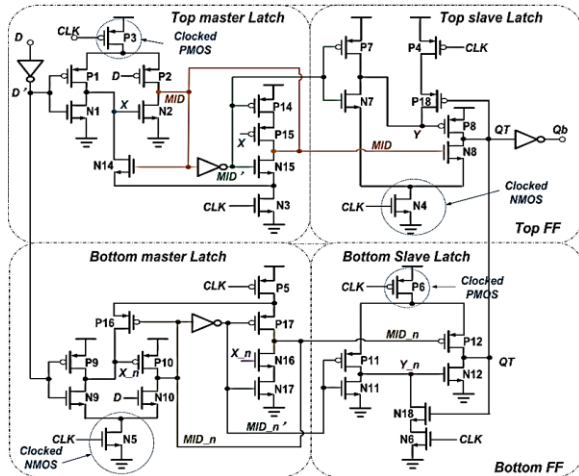 Top master Latch
Top slave Latch
D
CLK
P3
Clocked
PMOS
P7
P4
CLK
D'
P1
D
P2
MID
N1
X
N2
P14
N7
P18
P8
QT
Qb
X
P15
Y
N14
MID'
N15
MID
N8
CLK
N3
CLK
N4
Clocked
NMOS
Top FF
Bottom master Latch
Bottom Slave Latch
CLK
P5
CLK
P6
Clocked
PMOS
P16
P17
MID_n
P12
P9
P10
X_n
X_n
N16
P11
Y_n
QT
N12
N9
D
N10
N17
N11
N18
CLK
N5
MID_n
MID_n'
N6
CLK
Clocked
NMOS
Bottom FF